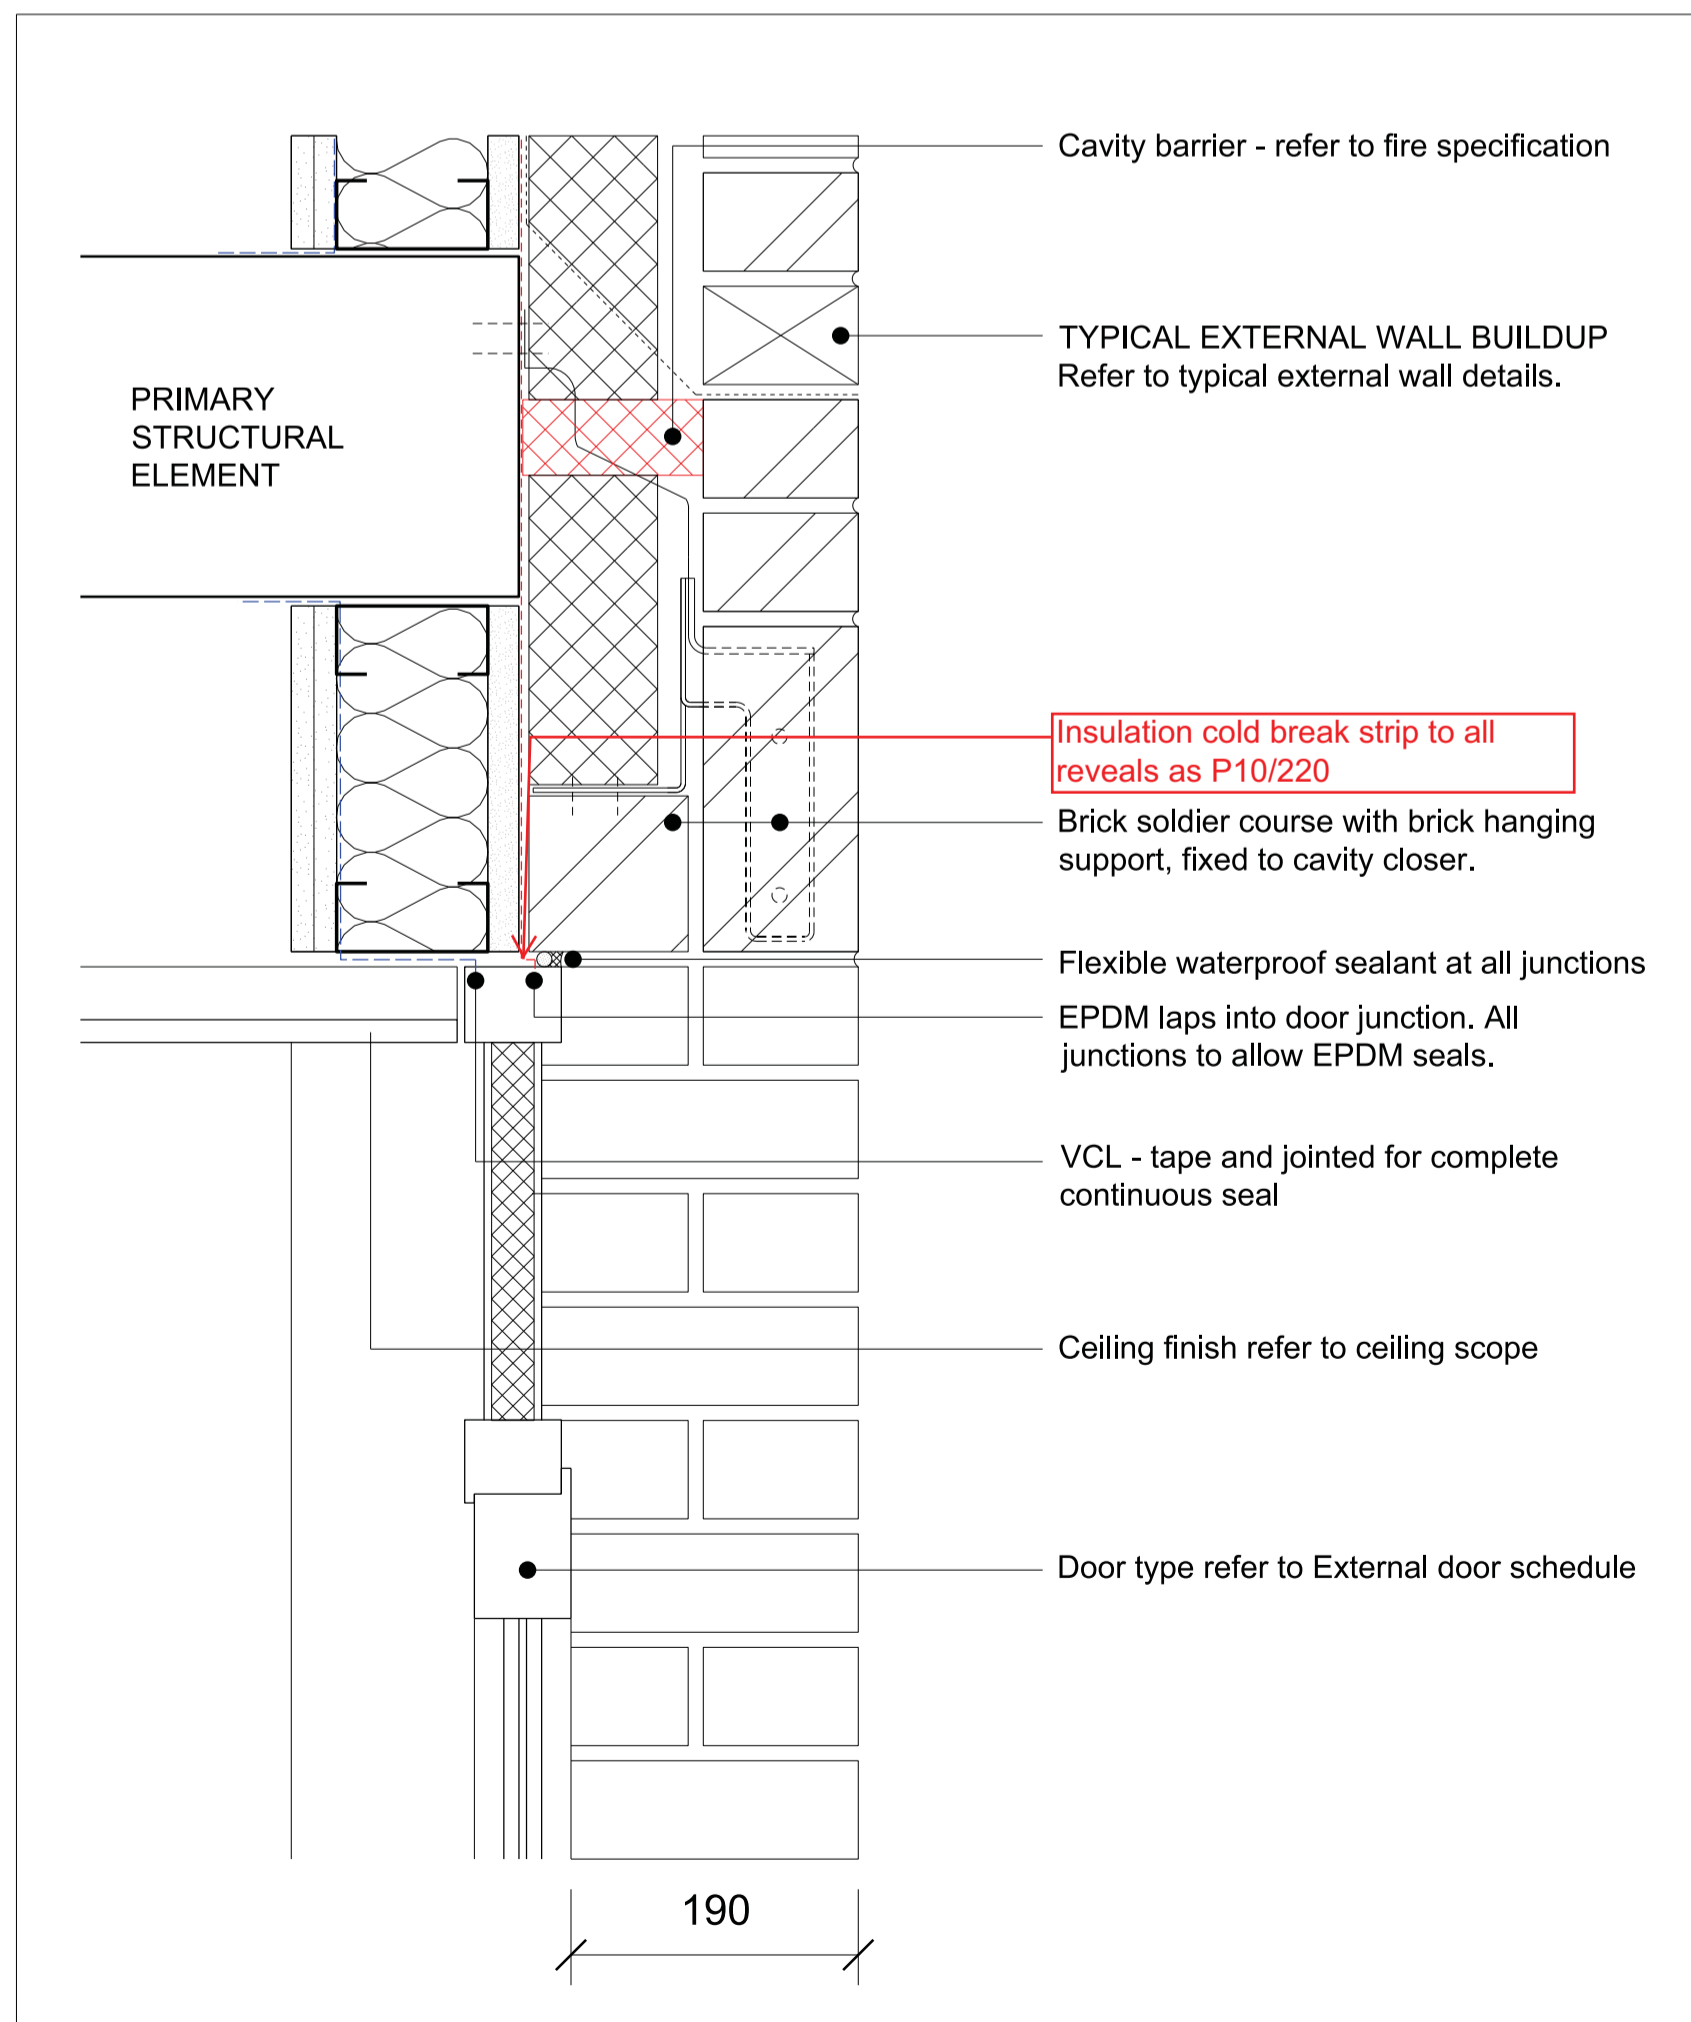 Cavity barrier - refer to fire specification
TYPICAL EXTERNAL WALL BUILDUP
Refer to typical external wall details.
PRIMARY
STRUCTURAL
ELEMENT
Insulation cold break strip to all
reveals as P10/220
Brick soldier course with brick hanging
support, fixed to cavity closer.
Flexible waterproof sealant at all junctions
EPDM laps into door junction. All
junctions to allow EPDM seals.
VCL - tape and jointed for complete
continuous seal
Ceiling finish refer to ceiling scope
Door type refer to External door schedule
190